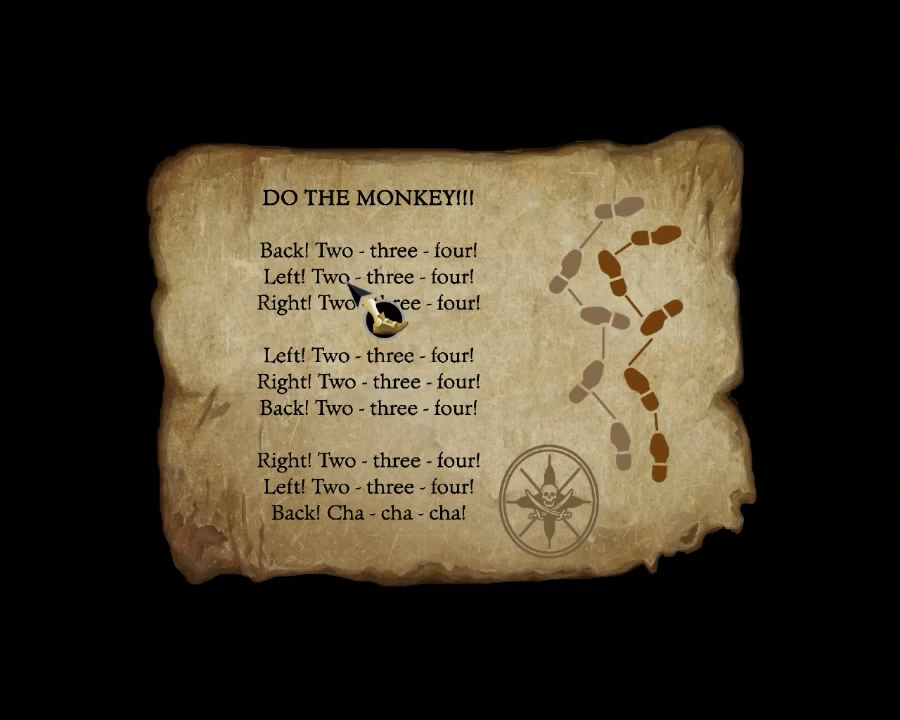 DO THE MONKEY!!!
Back! Two - three - four!
Left! Two - three - four!
Right! Two - three - four!
Left! Two - three - four!
Right! Two - three - four!
Back! Two - three - four!
Right! Two - three - four!
Left! Two - three - four!
Back! Cha - cha - cha!